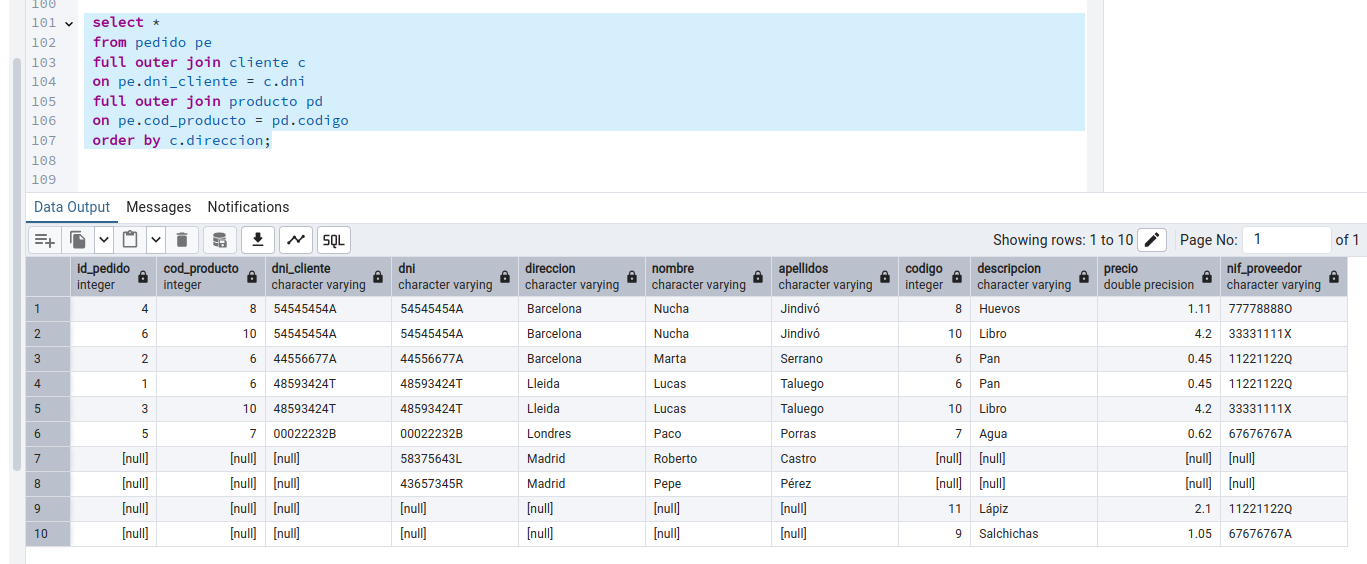 100
101 select *
102 from pedido pe
103 full outer join cliente c
104 on pe.dni_cliente = c.dni
105 full outer join producto pd
106 on pe.cod_producto = pd.codigo
107 order by c.direccion;
108
109
Data Output Messages Notifications
SQL Showing rows: 1 to 10 Page No: 1 of 1
id_pedido cod_producto dni_cliente dni direccion nombre apellidos codigo descripcion precio nif_proveedor
integer integer character varying character varying character varying character varying character varying integer character varying double precision character varying
1 4 8 54545454A 54545454A Barcelona Nucha Jindivó 8 Huevos 1.11 77778888O
2 6 10 54545454A 54545454A Barcelona Nucha Jindivó 10 Libro 4.2 33331111X
3 2 6 44556677A 44556677A Barcelona Marta Serrano 6 Pan 0.45 11221122Q
4 1 6 48593424T 48593424T Lleida Lucas Taluego 6 Pan 0.45 11221122Q
5 3 10 48593424T 48593424T Lleida Lucas Taluego 10 Libro 4.2 33331111X
6 5 7 00022232B 00022232B Londres Paco Porras 7 Agua 0.62 67676767A
7 [null] [null] [null] 58375643L Madrid Roberto Castro [null] [null] [null] [null]
8 [null] [null] [null] 43657345R Madrid Pepe Pérez [null] [null] [null] [null]
9 [null] [null] [null] [null] [null] [null] [null] 11 Lápiz 2.1 11221122Q
10 [null] [null] [null] [null] [null] [null] [null] 9 Salchichas 1.05 67676767A